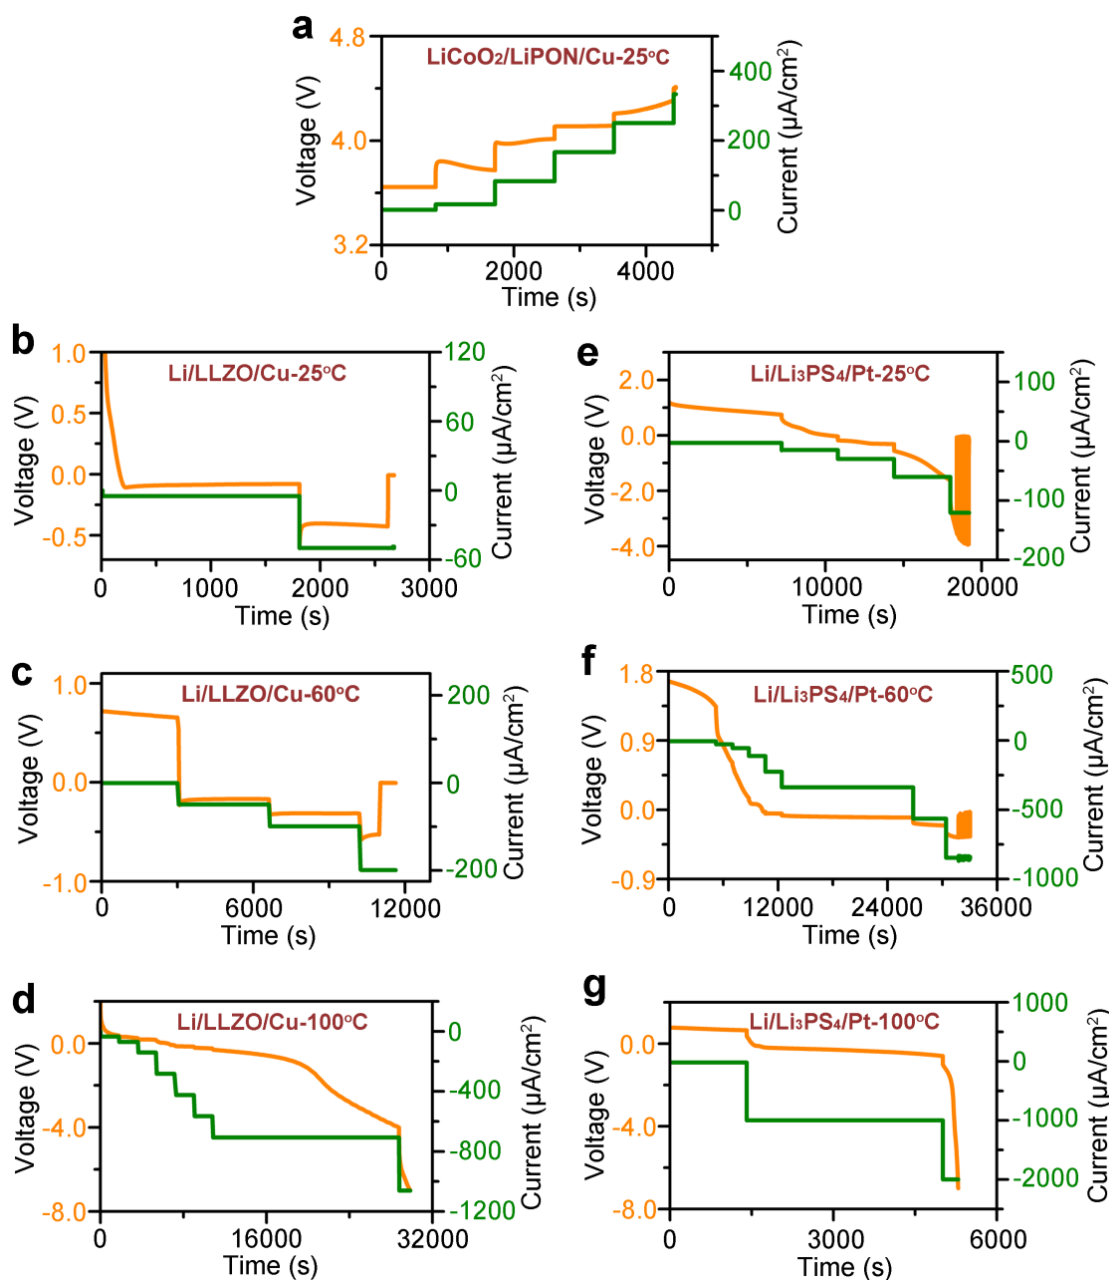 a
LiCoO₂/LiPON/Cu-25°C
Voltage (V)
4.8
4.0
3.2
Current (µA/cm²)
400
200
0
0 2000 4000
Time (s)
b
Li/LLZO/Cu-25°C
Voltage (V)
1.0
0.5
0.0
-0.5
Current (µA/cm²)
120
60
0
-60
0 1000 2000 3000
Time (s)
e
Li/Li₃PS₄/Pt-25°C
Voltage (V)
2.0
0.0
-2.0
-4.0
Current (µA/cm²)
100
0
-100
-200
0 10000 20000
Time (s)
c
Li/LLZO/Cu-60°C
Voltage (V)
1.0
0.0
-1.0
Current (µA/cm²)
200
0
-200
0 6000 12000
Time (s)
f
Li/Li₃PS₄/Pt-60°C
Voltage (V)
1.8
0.9
0.0
-0.9
Current (µA/cm²)
500
0
-500
-1000
0 12000 24000 36000
Time (s)
d
Li/LLZO/Cu-100°C
Voltage (V)
0.0
-4.0
-8.0
Current (µA/cm²)
0
-400
-800
-1200
0 16000 32000
Time (s)
g
Li/Li₃PS₄/Pt-100°C
Voltage (V)
0.0
-4.0
-8.0
Current (µA/cm²)
1000
0
-1000
-2000
0 3000 6000
Time (s)